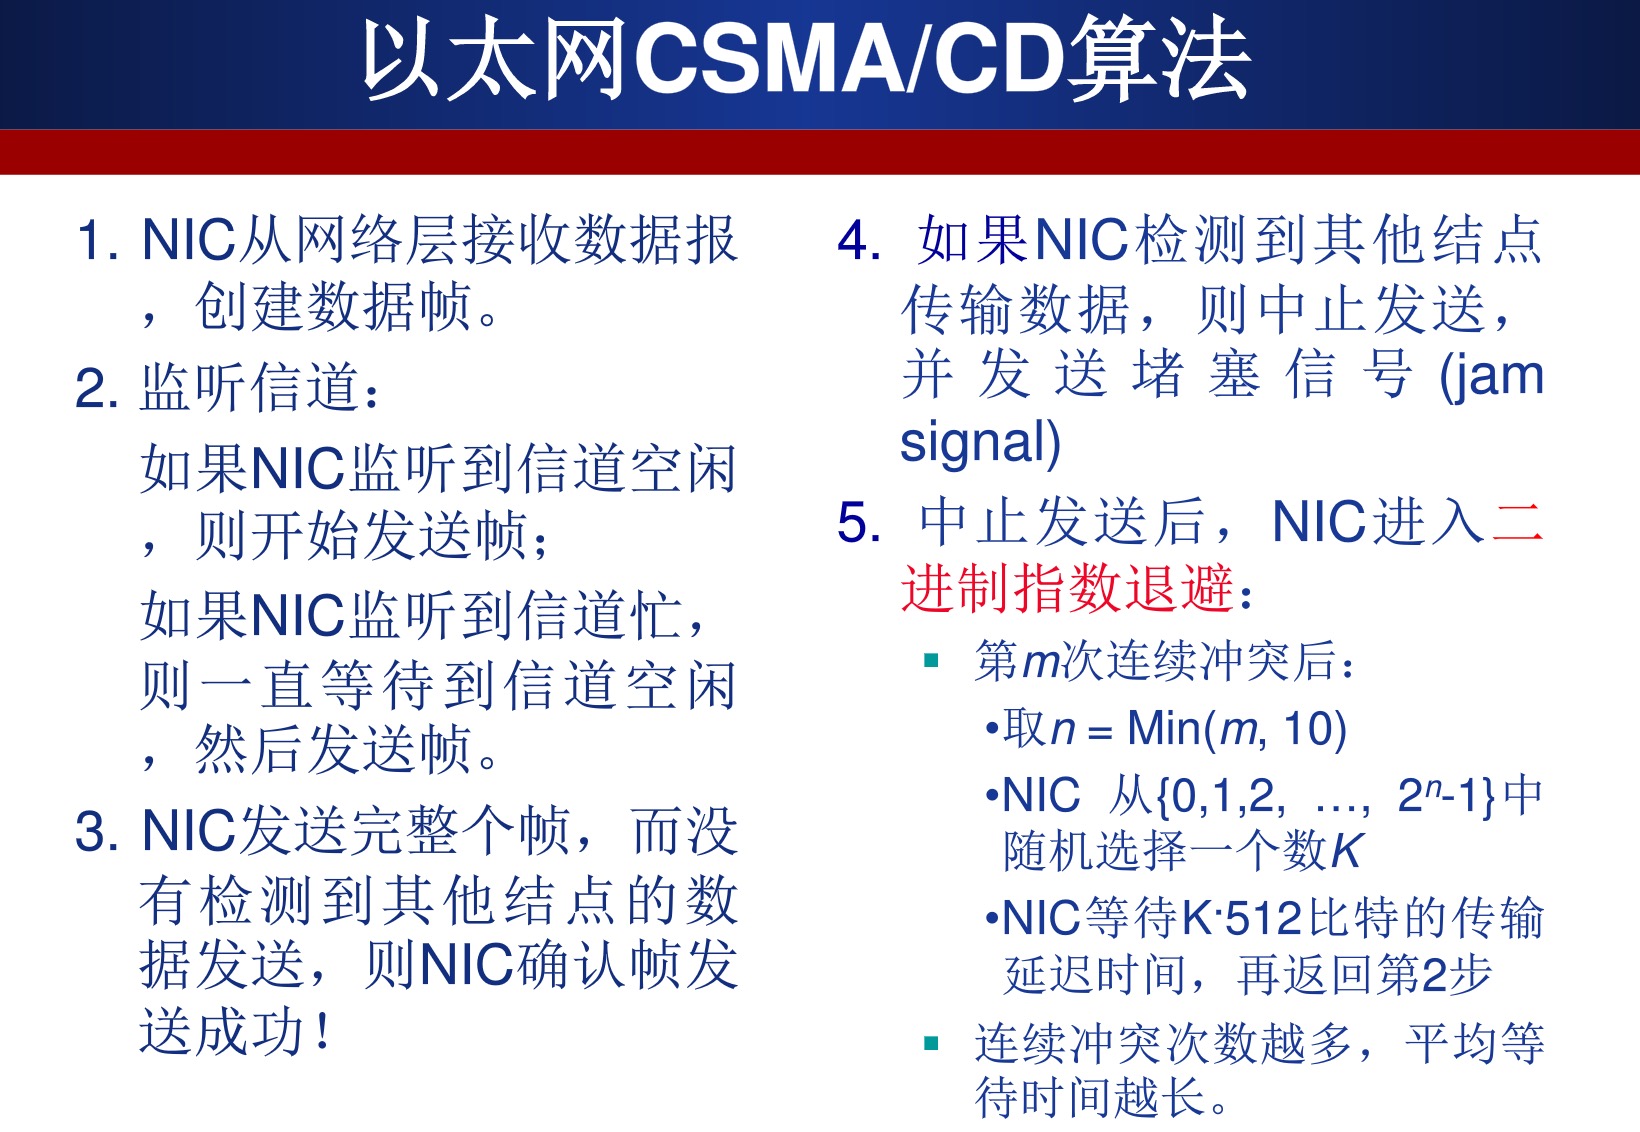 以太网CSMA/CD算法
1. NIC从网络层接收数据报
，创建数据帧。
2. 监听信道：
如果NIC监听到信道空闲
，则开始发送帧；
如果NIC监听到信道忙，
则一直等待到信道空闲
，然后发送帧。
3. NIC发送完整个帧，而没
有检测到其他结点的数
据发送，则NIC确认帧发
送成功！
4. 如果NIC检测到其他结点
传输数据，则中止发送，
并发送堵塞信号(jam
signal)
5. 中止发送后，NIC进入二
进制指数退避：
▪ 第m次连续冲突后：
•取n = Min(m, 10)
•NIC 从{0,1,2, …, 2ⁿ-1}中
随机选择一个数K
•NIC等待K·512比特的传输
延迟时间，再返回第2步
▪ 连续冲突次数越多，平均等
待时间越长。